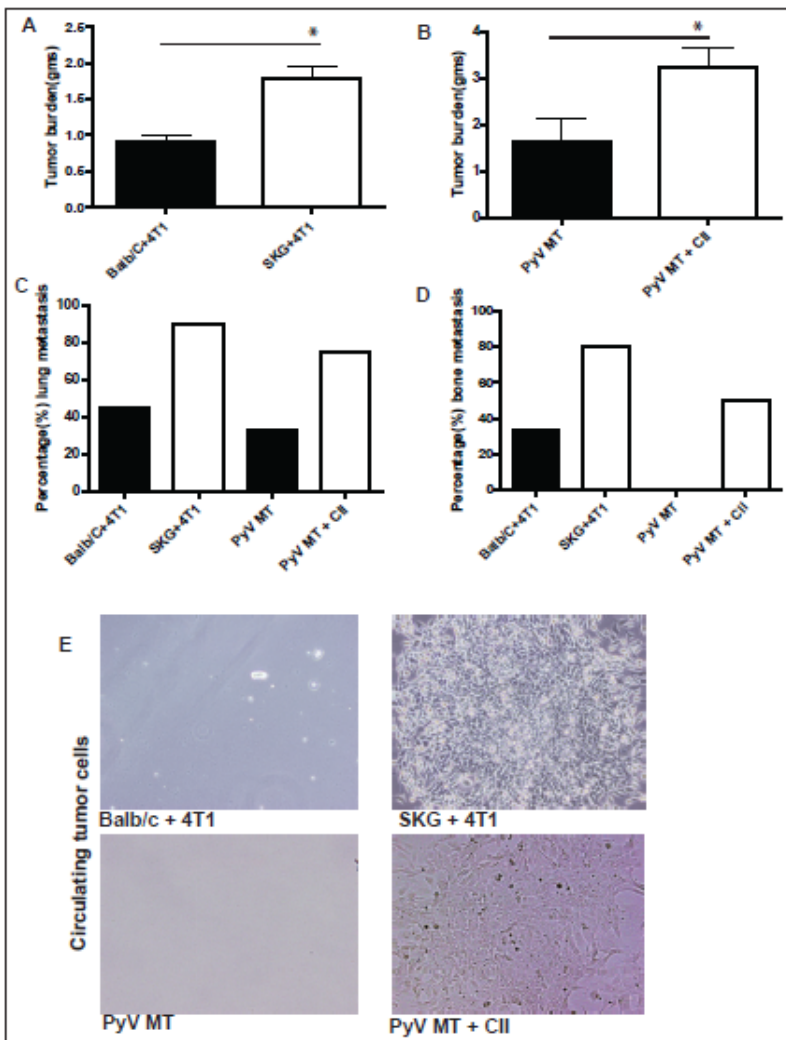 A
B
Tumor burden(gms)
2.5
2.0
1.5
1.0
0.5
0.0
*
Balb/C+4T1
SKG+4T1
Tumor burden(gms)
4
3
2
1
0
*
PyV MT
PyV MT + CII
C
D
Percentage(%) lung metastasis
100
80
60
40
20
0
Balb/C+4T1
SKG+4T1
PyV MT
PyV MT + CII
Percentage(%) bone metastasis
100
80
60
40
20
0
Balb/C+4T1
SKG+4T1
PyV MT
PyV MT + CII
E
Circulating tumor cells
Balb/c + 4T1
SKG + 4T1
PyV MT
PyV MT + CII